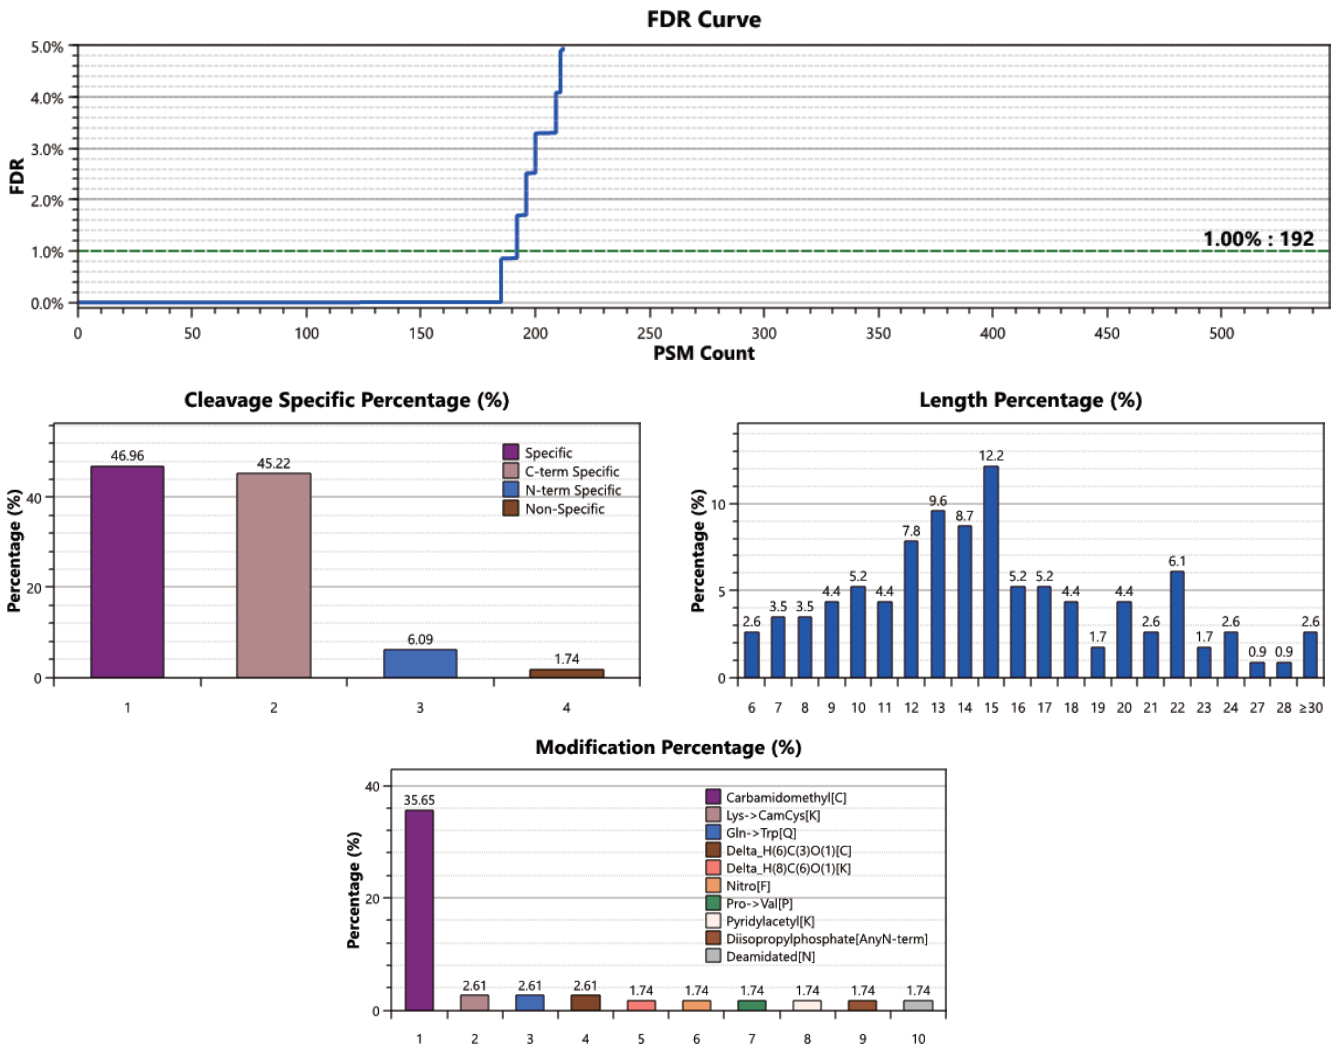 FDR Curve
5.0%
4.0%
3.0%
2.0%
1.0%
0.0%
FDR
1.00% : 192
0 50 100 150 200 250 300 350 400 450 500
PSM Count
Cleavage Specific Percentage (%)
Percentage (%)
40
20
0
46.96
45.22
6.09
1.74
Specific
C-term Specific
N-term Specific
Non-Specific
1 2 3 4
Length Percentage (%)
Percentage (%)
10
5
0
2.6 3.5 3.5 4.4 5.2 4.4 7.8 9.6 8.7 12.2 5.2 5.2 4.4 1.7 4.4 2.6 6.1 1.7 2.6 0.9 0.9 2.6
6 7 8 9 10 11 12 13 14 15 16 17 18 19 20 21 22 23 24 27 28 ≥30
Modification Percentage (%)
Percentage (%)
40
20
0
35.65
2.61 2.61 2.61 1.74 1.74 1.74 1.74 1.74 1.74
Carbamidomethyl[C]
Lys->CamCys[K]
Gln->Trp[Q]
Delta_H(6)C(3)O(1)[C]
Delta_H(8)C(6)O(1)[K]
Nitro[F]
Pro->Val[P]
Pyridylacetyl[K]
Diisopropylphosphate[AnyN-term]
Deamidated[N]
1 2 3 4 5 6 7 8 9 10